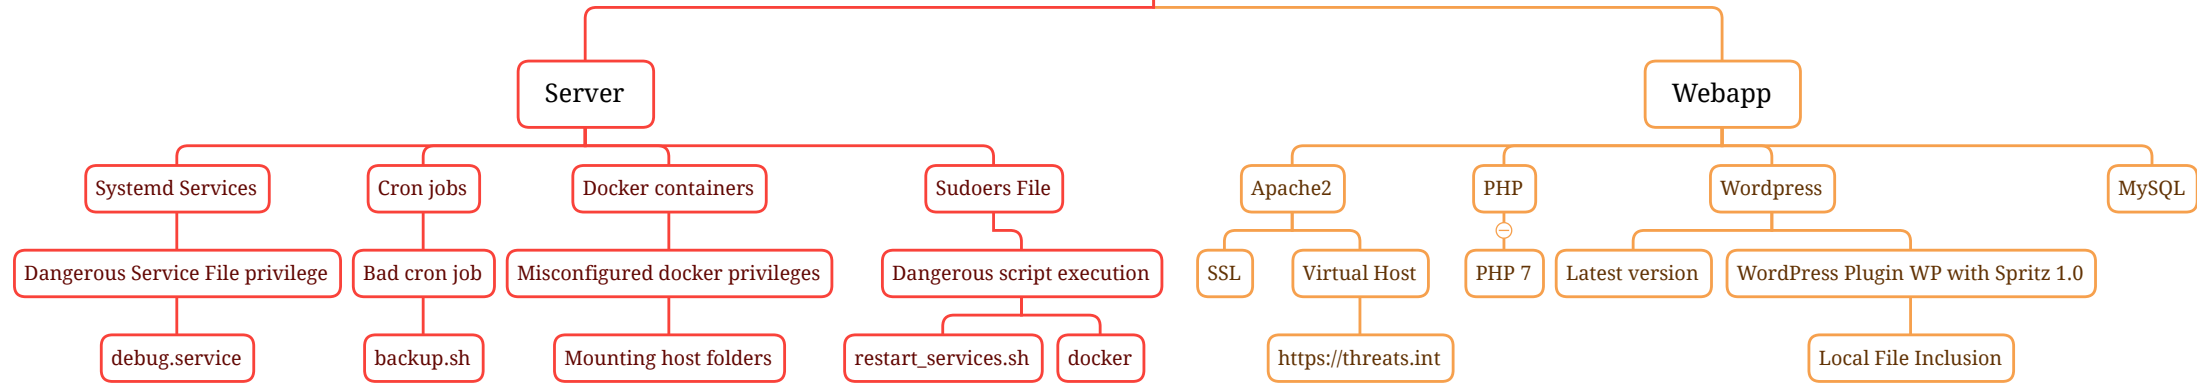 Server
Webapp
Systemd Services
Cron jobs
Docker containers
Sudoers File
Apache2
PHP
Wordpress
MySQL
Dangerous Service File privilege
Bad cron job
Misconfigured docker privileges
Dangerous script execution
SSL
Virtual Host
PHP 7
Latest version
WordPress Plugin WP with Spritz 1.0
debug.service
backup.sh
Mounting host folders
restart_services.sh
docker
https://threats.int
Local File Inclusion